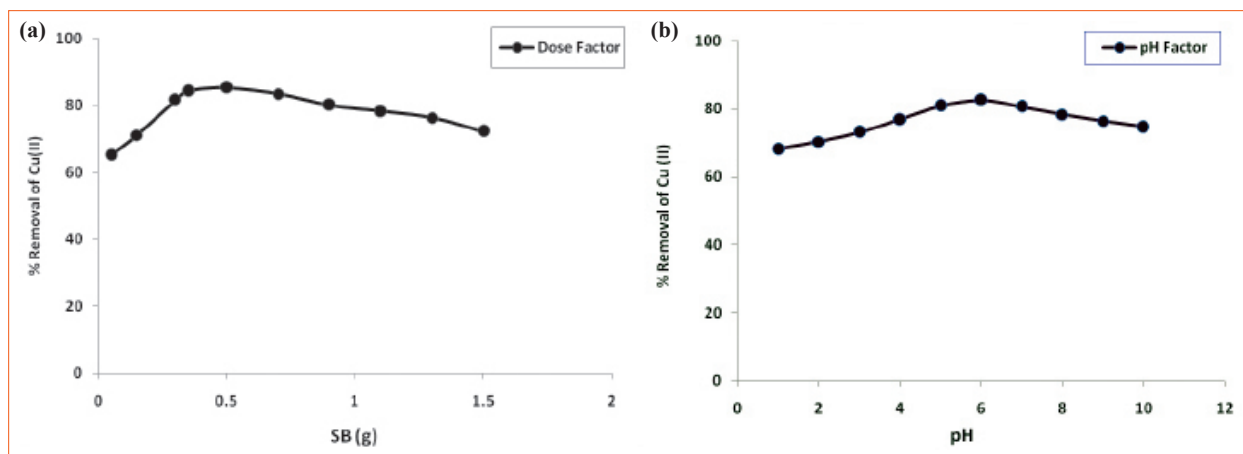 (a)
Dose Factor
100
80
60
40
20
0
% Removal of Cu(II)
0 0.5 1 1.5 2
SB (g)
(b)
pH Factor
100
80
60
40
20
0
% Removal of Cu (II)
0 2 4 6 8 10 12
pH